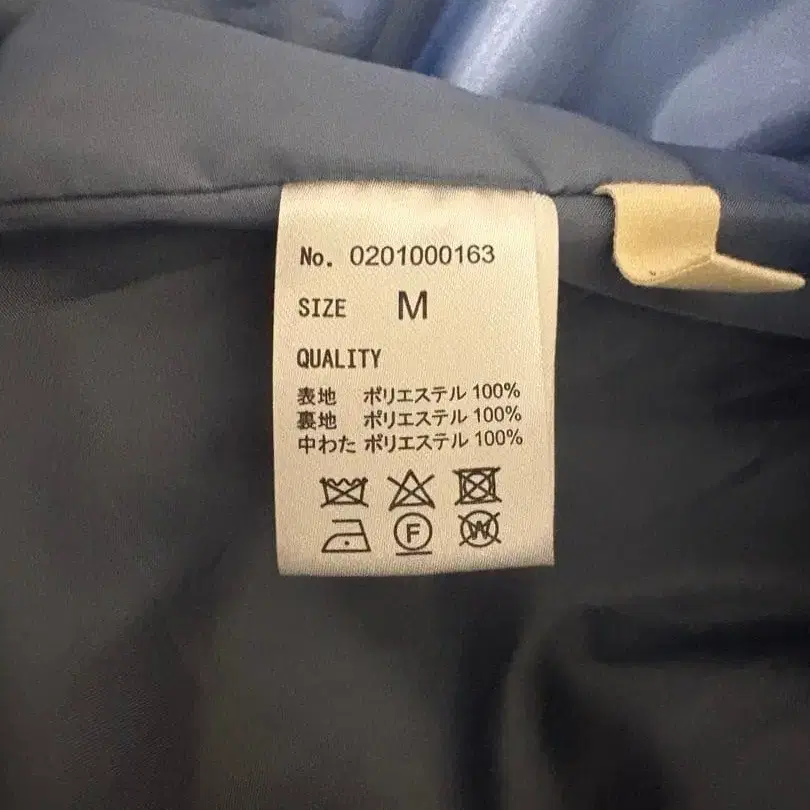 No. 0201000163
SIZE M
QUALITY
表地 ポリエステル 100%
裏地 ポリエステル 100%
中わた ポリエステル 100%
F W